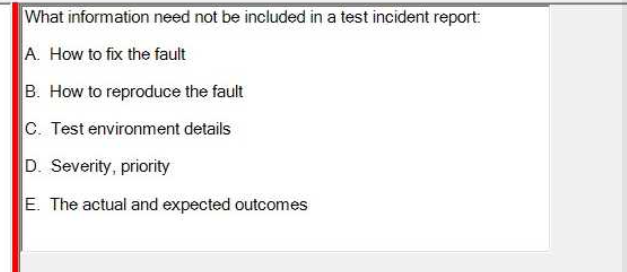 What information need not be included in a test incident report:
A. How to fix the fault
B. How to reproduce the fault
C. Test environment details
D. Severity, priority
E. The actual and expected outcomes